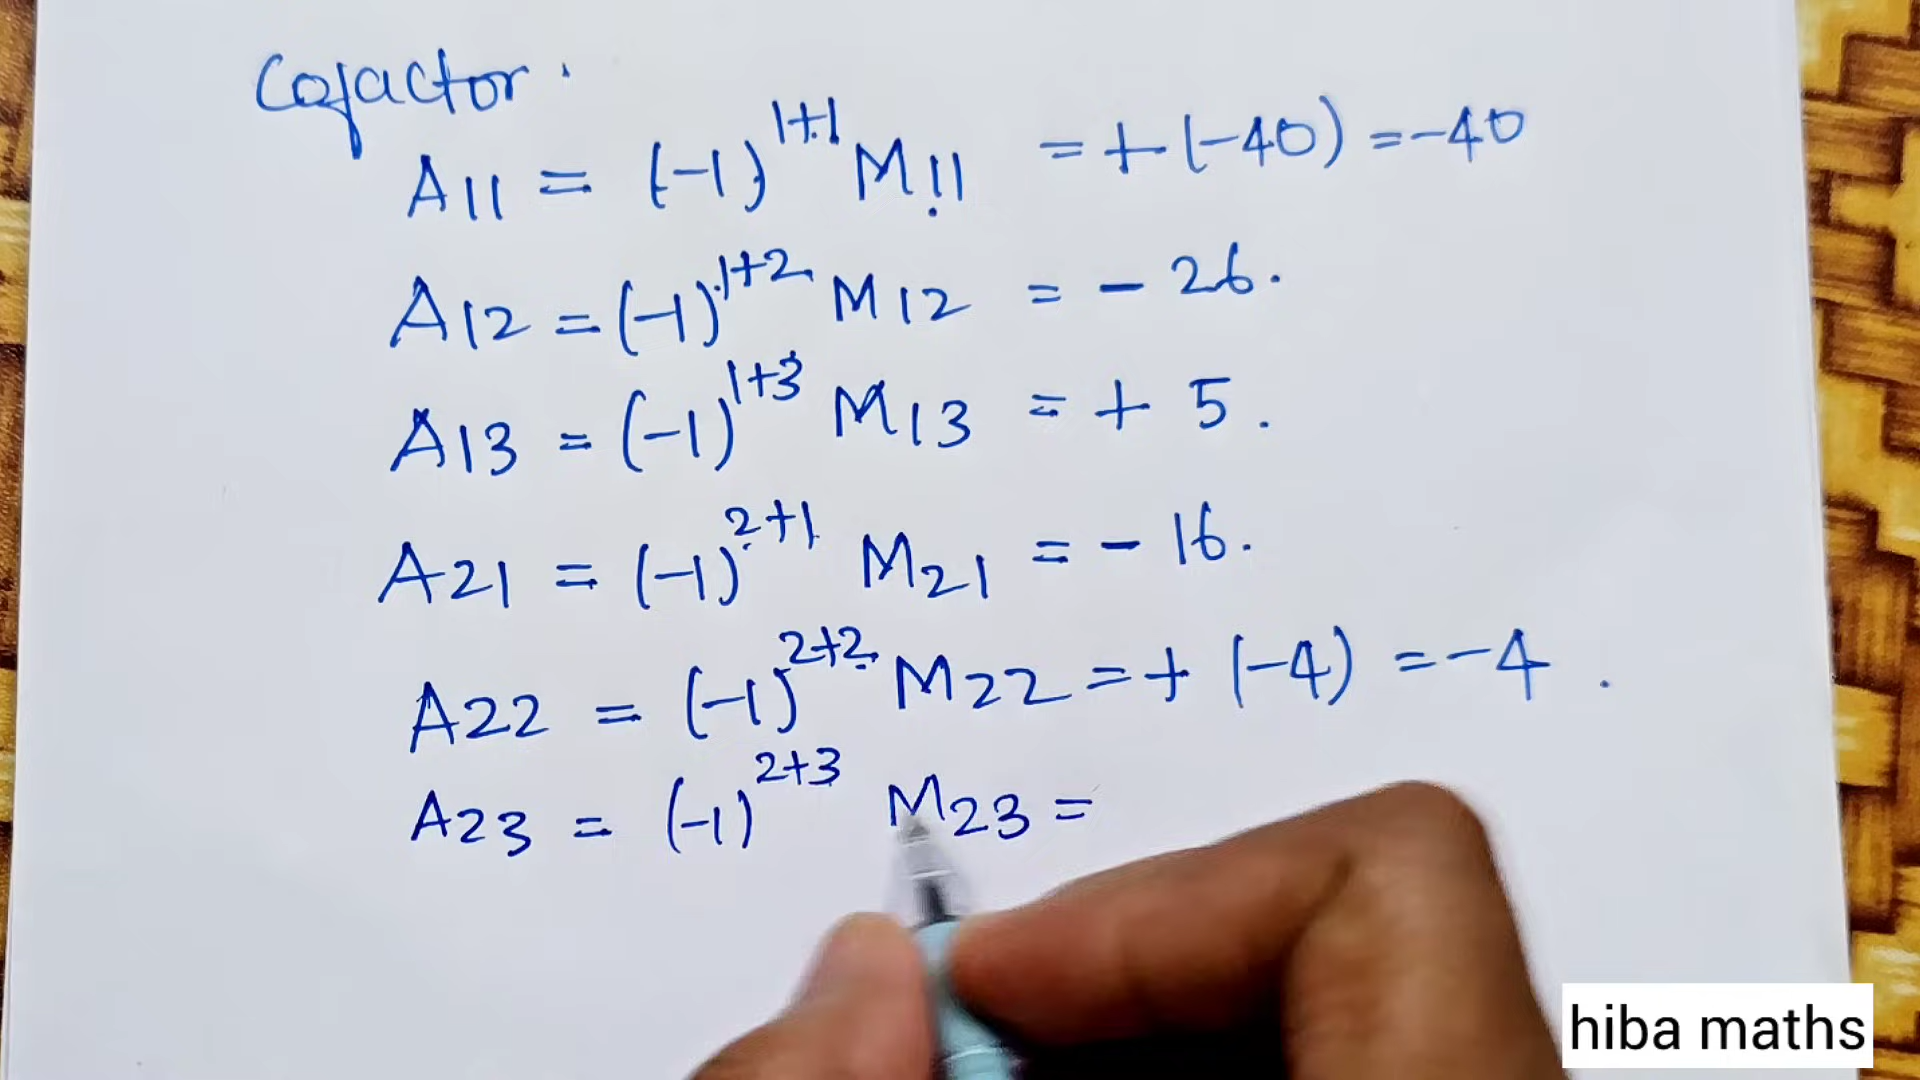 Cofactor.
A11 = (-1)^1+1 M11 = +(-40) = -40
A12 = (-1)^1+2 M12 = - 26.
A13 = (-1)^1+3 M13 = + 5.
A21 = (-1)^2+1 M21 = - 16.
A22 = (-1)^2+2 M22 = + (-4) = -4.
A23 = (-1)^2+3 M23 =
hiba maths